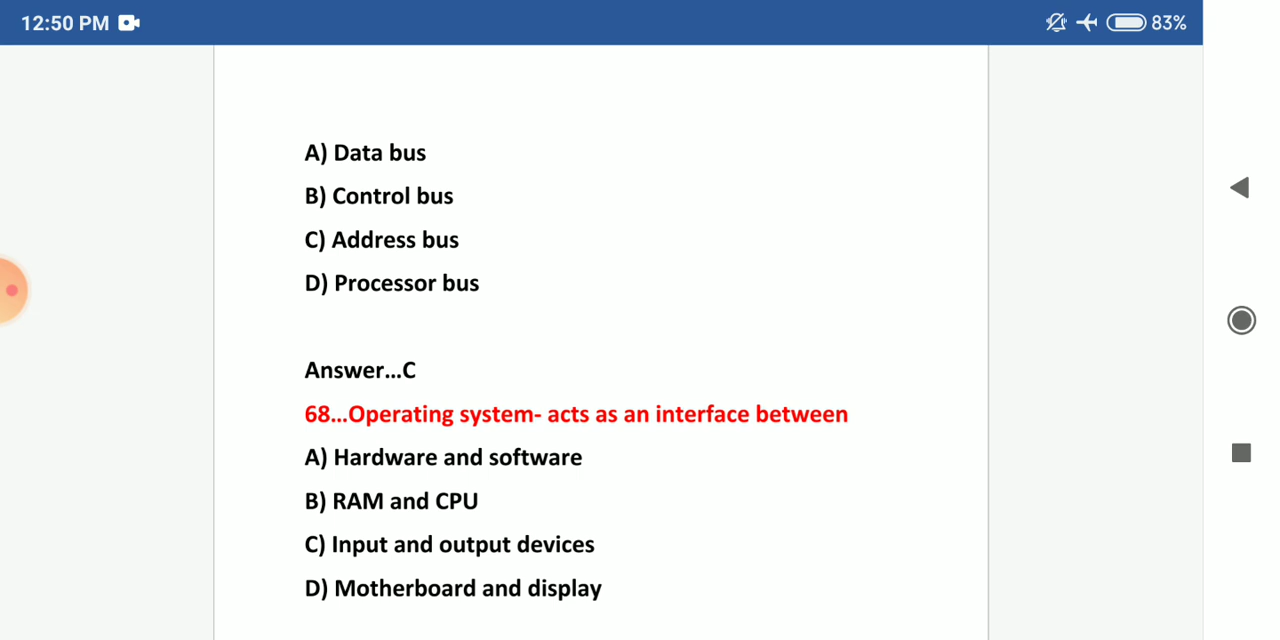 12:50 PM 83%
A) Data bus
B) Control bus
C) Address bus
D) Processor bus
Answer...C
68...Operating system- acts as an interface between
A) Hardware and software
B) RAM and CPU
C) Input and output devices
D) Motherboard and display